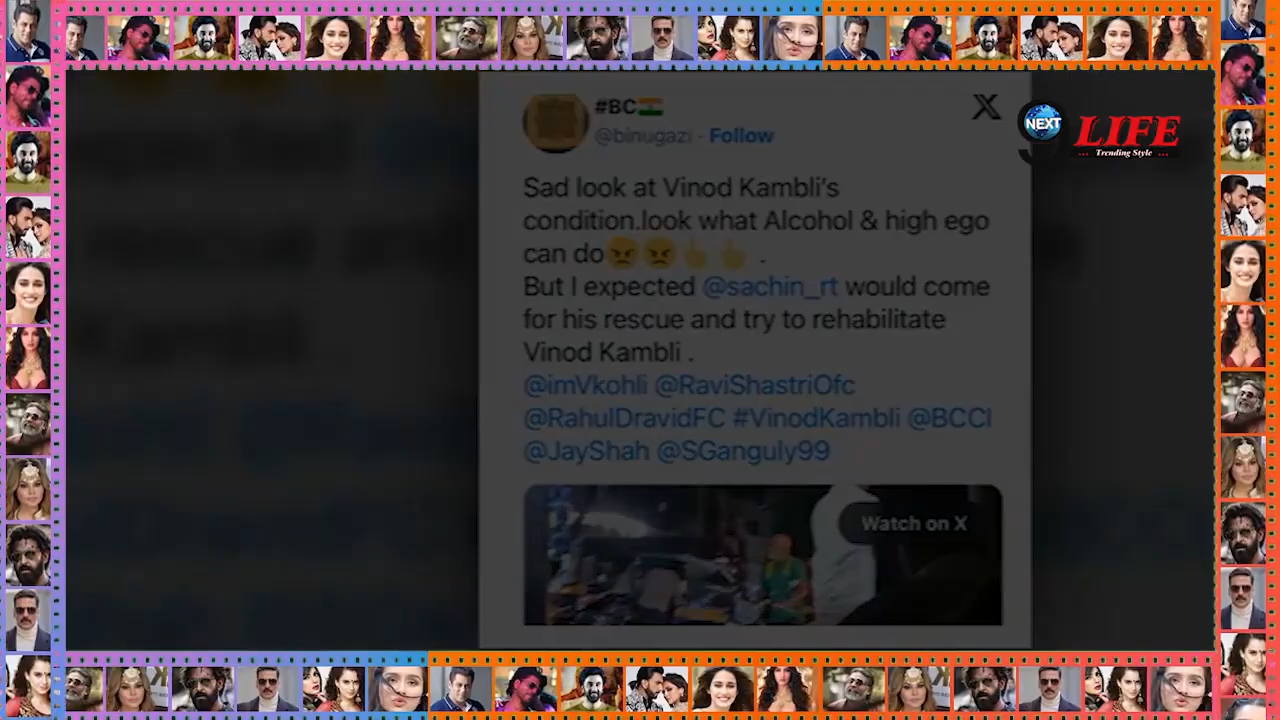 #BC🇮🇳
@binugazi · Follow
NEXT
9
LIFE
... Trending Style ...
Sad look at Vinod Kambli's
condition.look what Alcohol & high ego
can do😠😠👆👆 .
But I expected @sachin_rt would come
for his rescue and try to rehabilitate
Vinod Kambli .
@imVkohli @RaviShastriOfc
@RahulDravidFC #VinodKambli @BCCI
@JayShah @SGanguly99
Watch on X